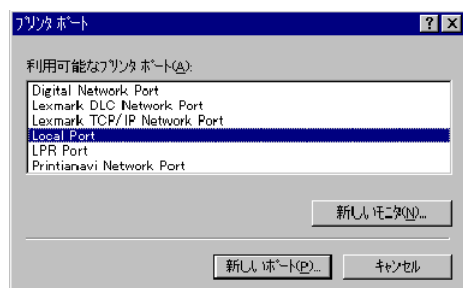 プリンタ ポート
利用可能なプリンタ ポート(A):
Digital Network Port
Lexmark DLC Network Port
Lexmark TCP/IP Network Port
Local Port
LPR Port
Printianavi Network Port
新しいモニタ(N)...
新しいポート(P)...
キャンセル